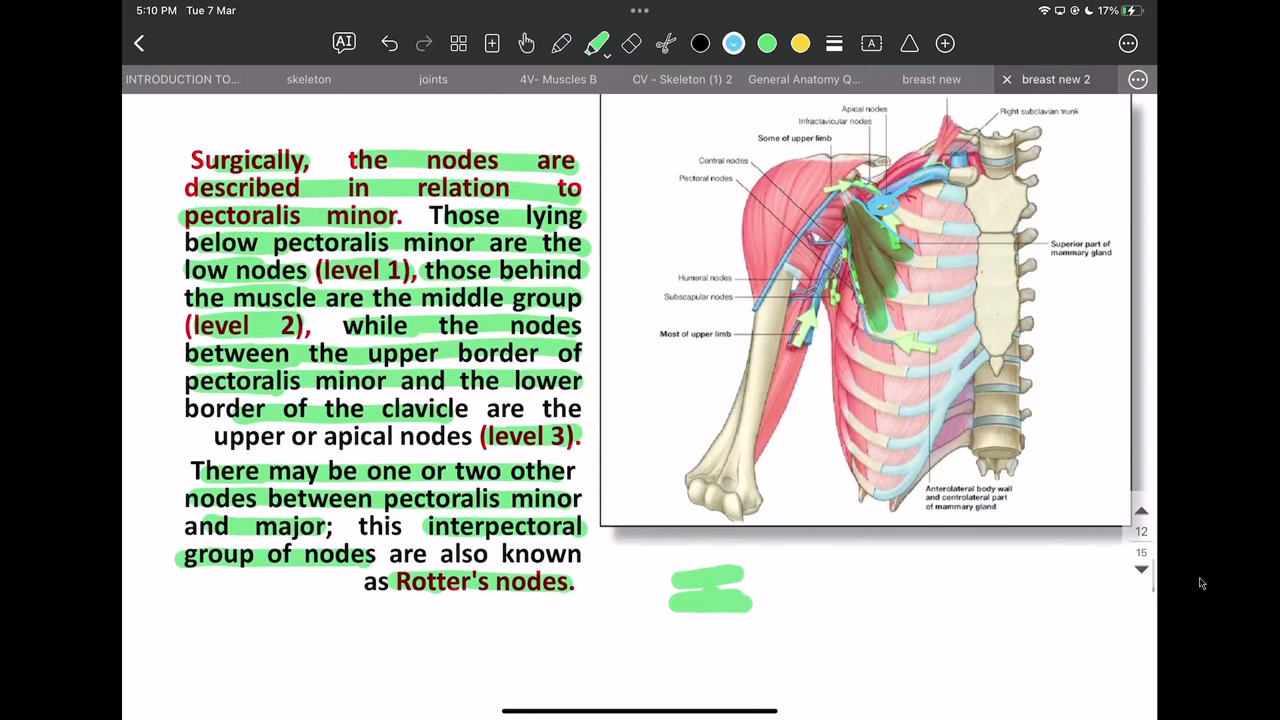 5:10 PM Tue 7 Mar
17%
AI
A
INTRODUCTION TO...
skeleton
joints
4V- Muscles B
CV - Skeleton (1) 2
General Anatomy Q...
breast new
breast new 2
Surgically, the nodes are
described in relation to
pectoralis minor. Those lying
below pectoralis minor are the
low nodes (level 1), those behind
the muscle are the middle group
(level 2), while the nodes
between the upper border of
pectoralis minor and the lower
border of the clavicle are the
upper or apical nodes (level 3).
There may be one or two other
nodes between pectoralis minor
and major; this interpectoral
group of nodes are also known
as Rotter's nodes.
Apical nodes
Infraclavicular nodes
Right subclavian trunk
Some of upper limb
Central nodes
Pectoral nodes
Superior part of
mammary gland
Humeral nodes
Subscapular nodes
Most of upper limb
Anterolateral body wall
and centrolateral part
of mammary gland
12
15